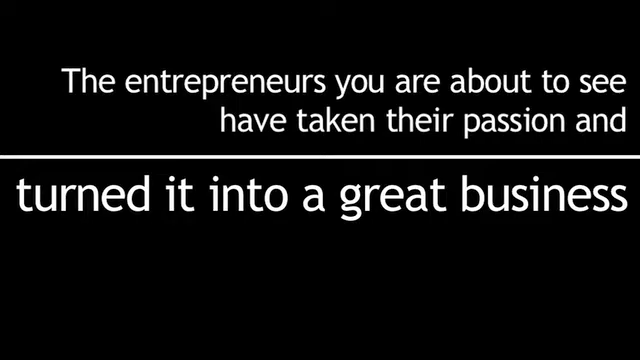 The entrepreneurs you are about to see
have taken their passion and
turned it into a great business